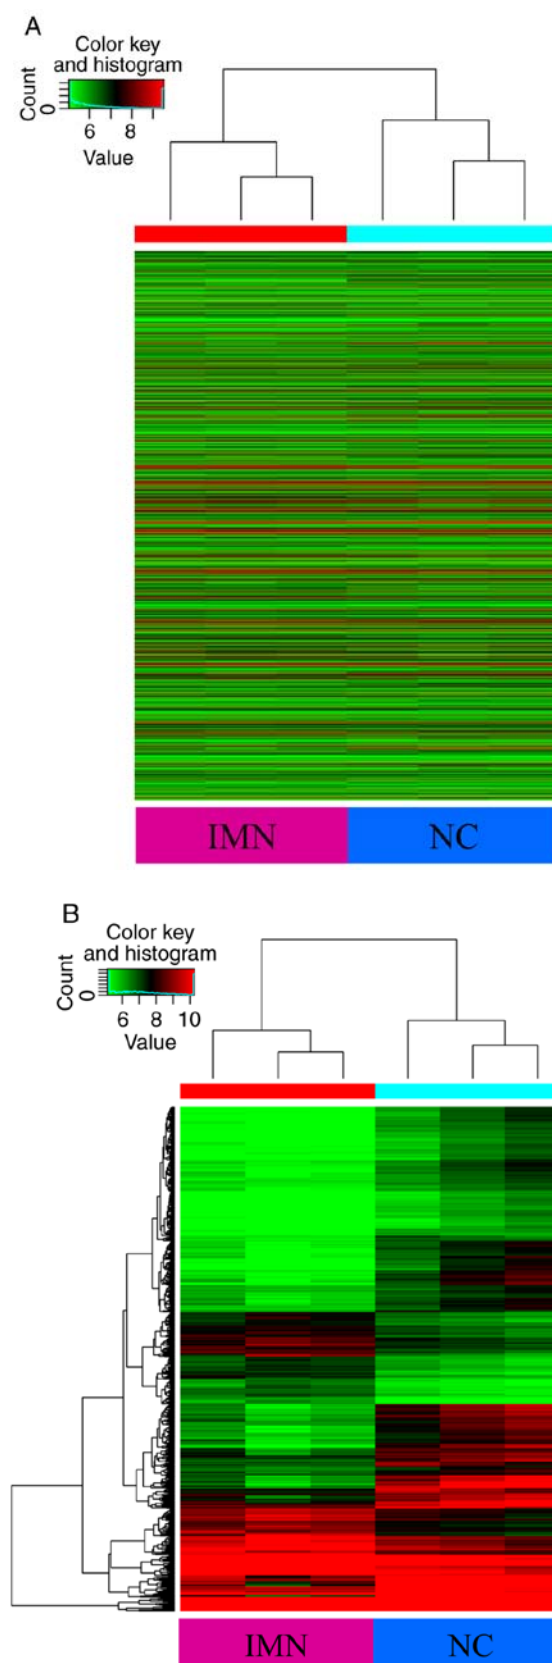 A
Color key
and histogram
Count
0
6 8
Value
IMN NC
B
Color key
and histogram
Count
0
6 8 10
Value
IMN NC